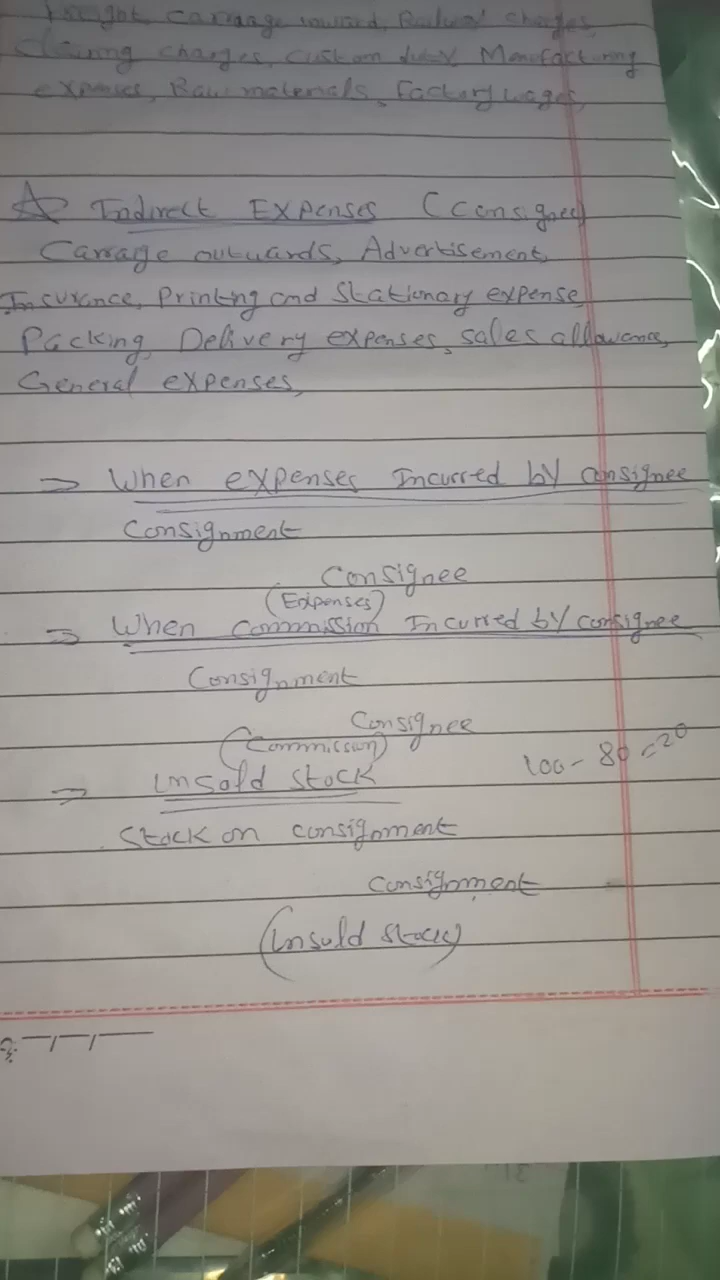 Freight, carraage inward, Railway charges,
Clearing charges, custom duty Manufacturing
expenses, Raw materials, Factory wages,
Indirect Expenses (consignee)
Carrage outwards, Advertisement,
Insurance, Printng and Stationary expense
Packing, Delivery expenses, sales allowance,
General expenses,
⇒ When expenses Incurred by consignee
Consignment
Consignee
(Expenses)
⇒ When commission Incurred by consignee
Consignment
Consignee
(Commission)
100 - 80 = 20
⇒ Unsold stock
Stock on consignment
Consignment
(Unsold stock)